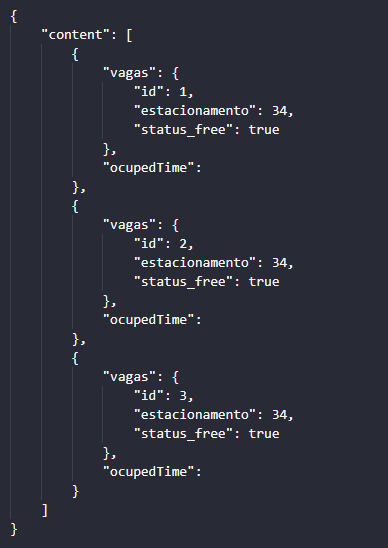 {
"content": [
{
"vagas": {
"id": 1,
"estacionamento": 34,
"status_free": true
},
"ocupedTime":
},
{
"vagas": {
"id": 2,
"estacionamento": 34,
"status_free": true
},
"ocupedTime":
},
{
"vagas": {
"id": 3,
"estacionamento": 34,
"status_free": true
},
"ocupedTime":
}
]
}